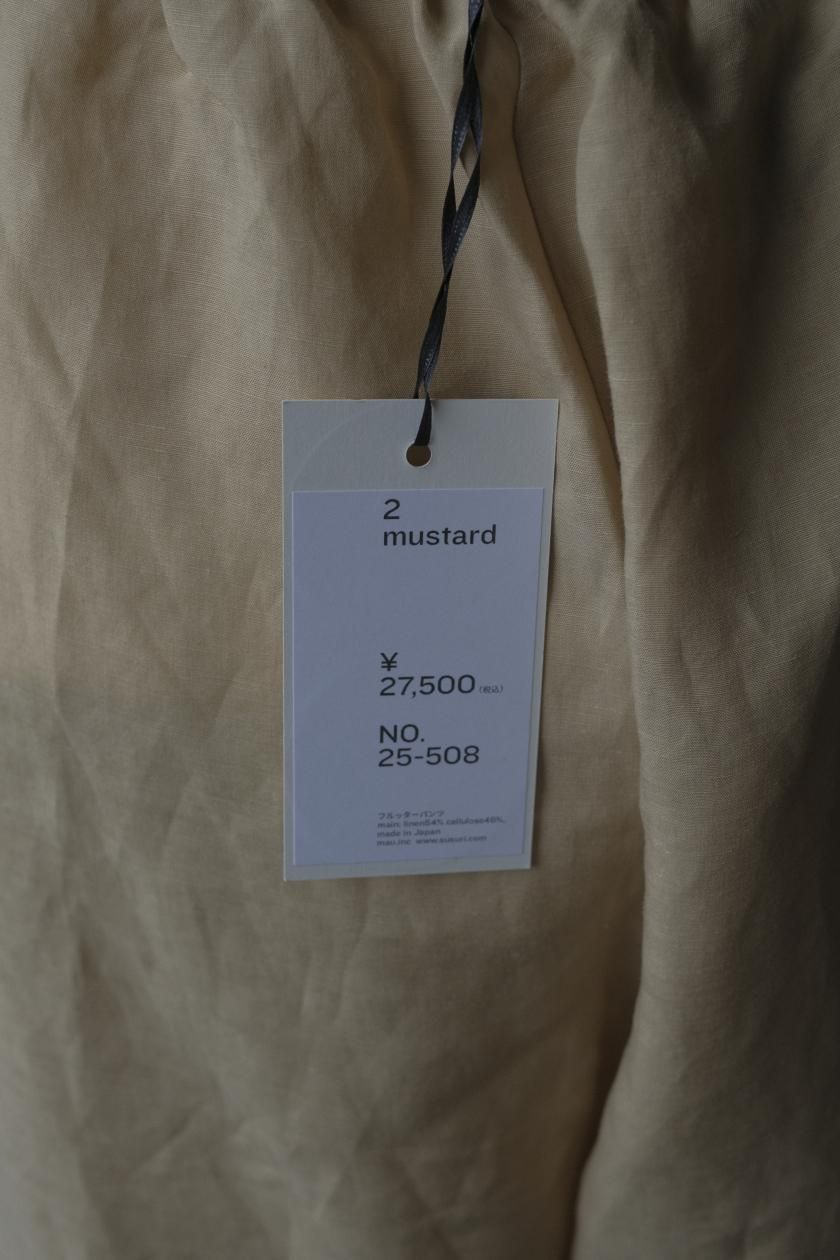 2
mustard
¥
27,500 (税込)
NO.
25-508
フルッターパンツ
main: linen54% cellulose46%,
made in Japan
mau.inc www.susuri.com